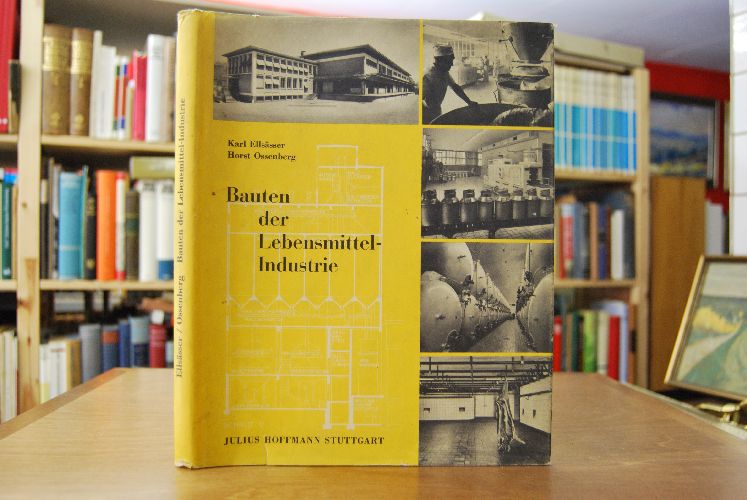 Karl Ellsässer
Horst Ossenberg
Bauten
der
Lebensmittel-
Industrie
JULIUS HOFFMANN STUTTGART
Ellsässer / Ossenberg Bauten der Lebensmittel-Industrie